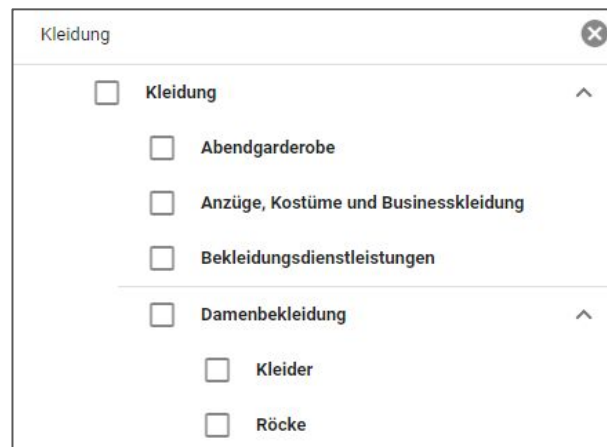 Kleidung
Kleidung
Abendgarderobe
Anzüge, Kostüme und Businesskleidung
Bekleidungsdienstleistungen
Damenbekleidung
Kleider
Röcke